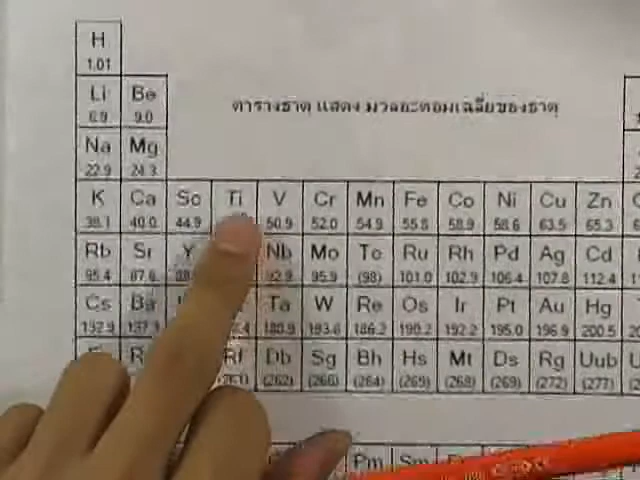 H
1.01
Li Be
6.9 9.0
ตารางธาตุ แสดง มวลอะตอมเฉลี่ยของธาตุ
Na Mg
22.9 24.3
K Ca Sc Ti V Cr Mn Fe Co Ni Cu Zn
39.1 40.0 44.9 50.9 52.0 54.9 55.8 58.9 58.6 63.5 65.3
Rb Sr Y Nb Mo Tc Ru Rh Pd Ag Cd
95.4 87.6 92.9 95.9 (98) 101.0 102.9 106.4 107.8 112.4
Cs Ba Ta W Re Os Ir Pt Au Hg
132.9 137.3 180.9 183.8 186.2 190.2 192.2 195.0 196.9 200.5
Rf Db Sg Bh Hs Mt Ds Rg Uub
(261) (262) (266) (264) (269) (268) (269) (272) (277)
Pm